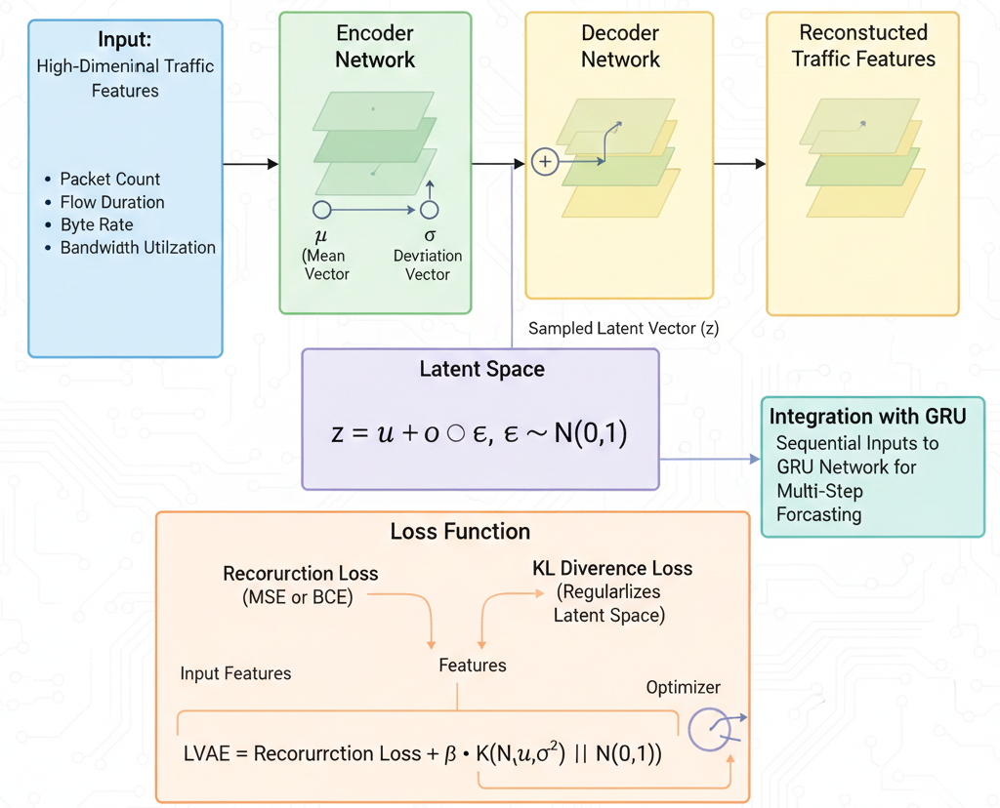 Input:
High-Dimeninal Traffic
Features
• Packet Count
• Flow Duration
• Byte Rate
• Bandwidth Utilzation
Encoder
Network
μ
(Mean
Vector
σ
Devriation
Vector
Decoder
Network
+
Reconstucted
Traffic Features
Sampled Latent Vector (z)
Latent Space
z = u + o ○ ϵ, ϵ ~ N(0,1)
Integration with GRU
Sequential Inputs to
GRU Network for
Multi-Step
Forcasting
Loss Function
Recorurction Loss
(MSE or BCE)
KL Diverence Loss
(Regularlizes
Latent Space)
Features
Input Features
Optimizer
LVAE = Recorurrction Loss + β • K(N,u,σ²) || N(0,1))